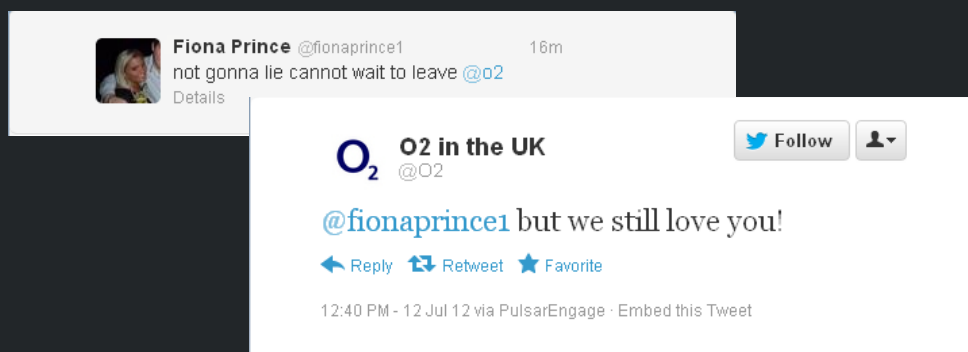 Fiona Prince @fionaprince1 16m
not gonna lie cannot wait to leave @o2
Details
O2
O2 in the UK
Follow
@O2
@fionaprince1 but we still love you!
Reply Retweet Favorite
12:40 PM - 12 Jul 12 via PulsarEngage · Embed this Tweet